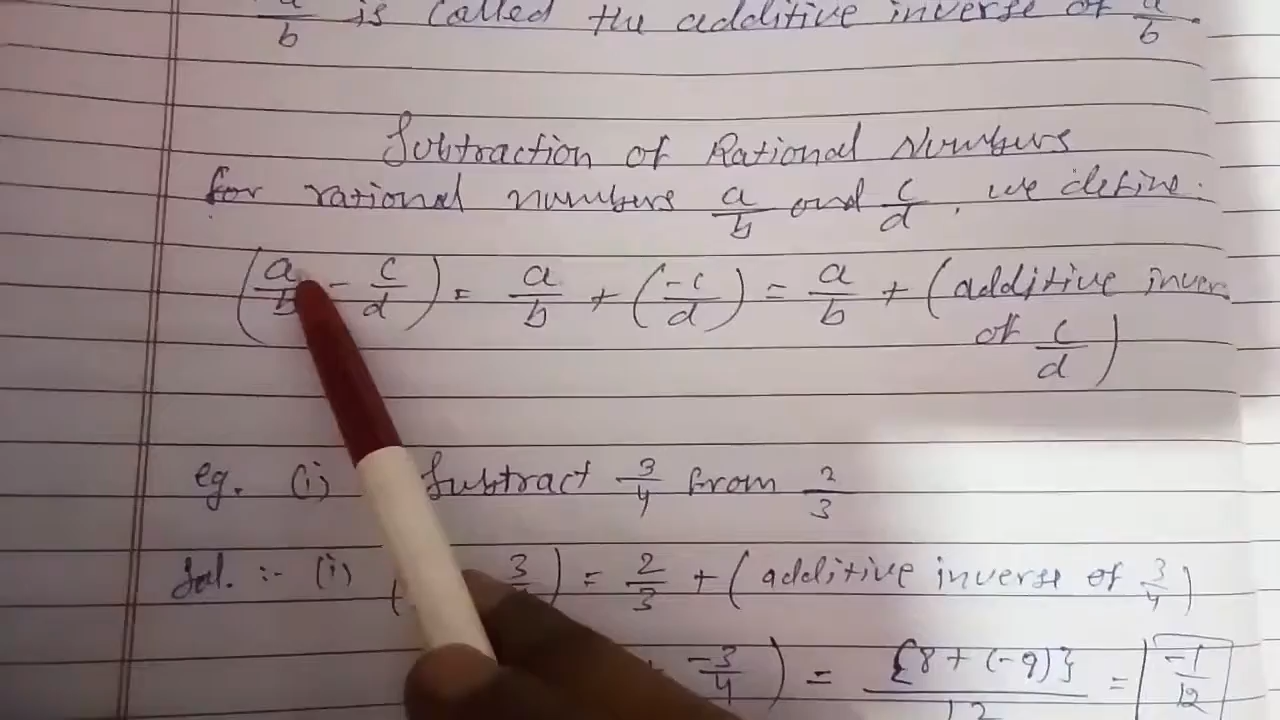 a/b is called the additive inverse of a/b.
Subtraction of Rational Numbers
for rational numbers a/b and c/d, we define:
(a/b - c/d) = a/b + (-c/d) = a/b + (additive inver
of c/d)
eg. (i) Subtract 3/4 from 2/3
Sol. :- (i) ( 3/ ) = 2/3 + (additive inverse of 3/4)
-3/4) = {8 + (-9)}/12 = -1/12